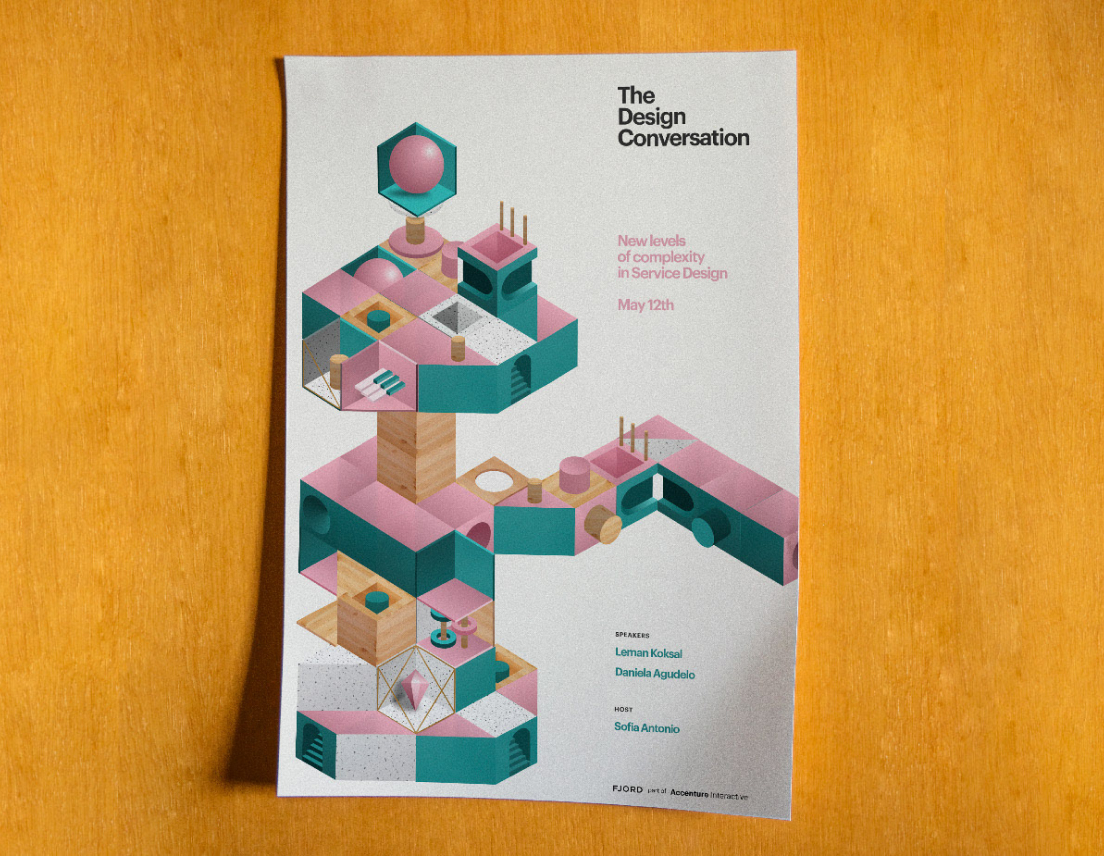 The
Design
Conversation
New levels
of complexity
in Service Design
May 12th
SPEAKERS
Leman Koksal
Daniela Agudelo
HOST
Sofia Antonio
FJORD part of Accenture Interactive